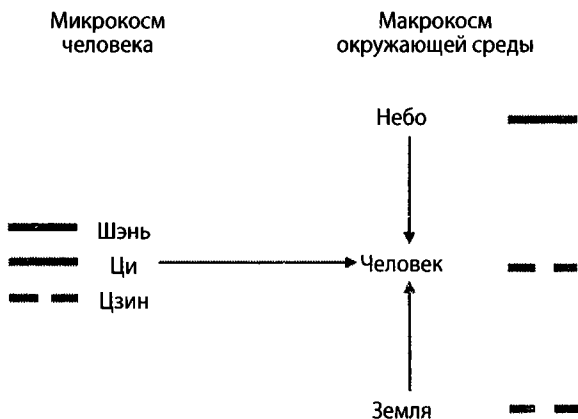 Микрокосм
человека
Макрокосм
окружающей среды
Небо
Шэнь
Ци
Человек
Цзин
Земля